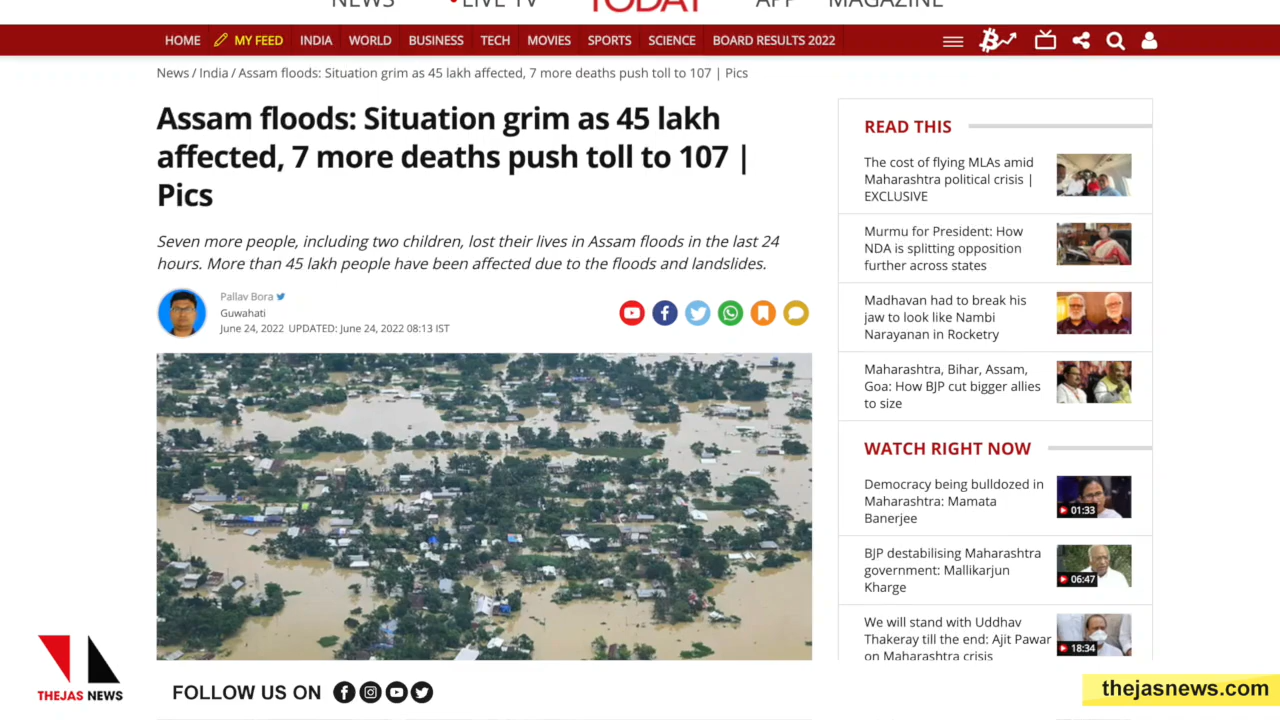 NEWS LIVE TV TODAY APP MAGAZINE
HOME MY FEED INDIA WORLD BUSINESS TECH MOVIES SPORTS SCIENCE BOARD RESULTS 2022
News / India / Assam floods: Situation grim as 45 lakh affected, 7 more deaths push toll to 107 | Pics
Assam floods: Situation grim as 45 lakh
affected, 7 more deaths push toll to 107 |
Pics
Seven more people, including two children, lost their lives in Assam floods in the last 24
hours. More than 45 lakh people have been affected due to the floods and landslides.
Pallav Bora
Guwahati
June 24, 2022 UPDATED: June 24, 2022 08:13 IST
READ THIS
The cost of flying MLAs amid
Maharashtra political crisis |
EXCLUSIVE
Murmu for President: How
NDA is splitting opposition
further across states
Madhavan had to break his
jaw to look like Nambi
Narayanan in Rocketry
Maharashtra, Bihar, Assam,
Goa: How BJP cut bigger allies
to size
WATCH RIGHT NOW
Democracy being bulldozed in
Maharashtra: Mamata
Banerjee
01:33
BJP destabilising Maharashtra
government: Mallikarjun
Kharge
06:47
We will stand with Uddhav
Thakeray till the end: Ajit Pawar
on Maharashtra crisis
18:34
THEJAS NEWS
FOLLOW US ON
thejasnews.com